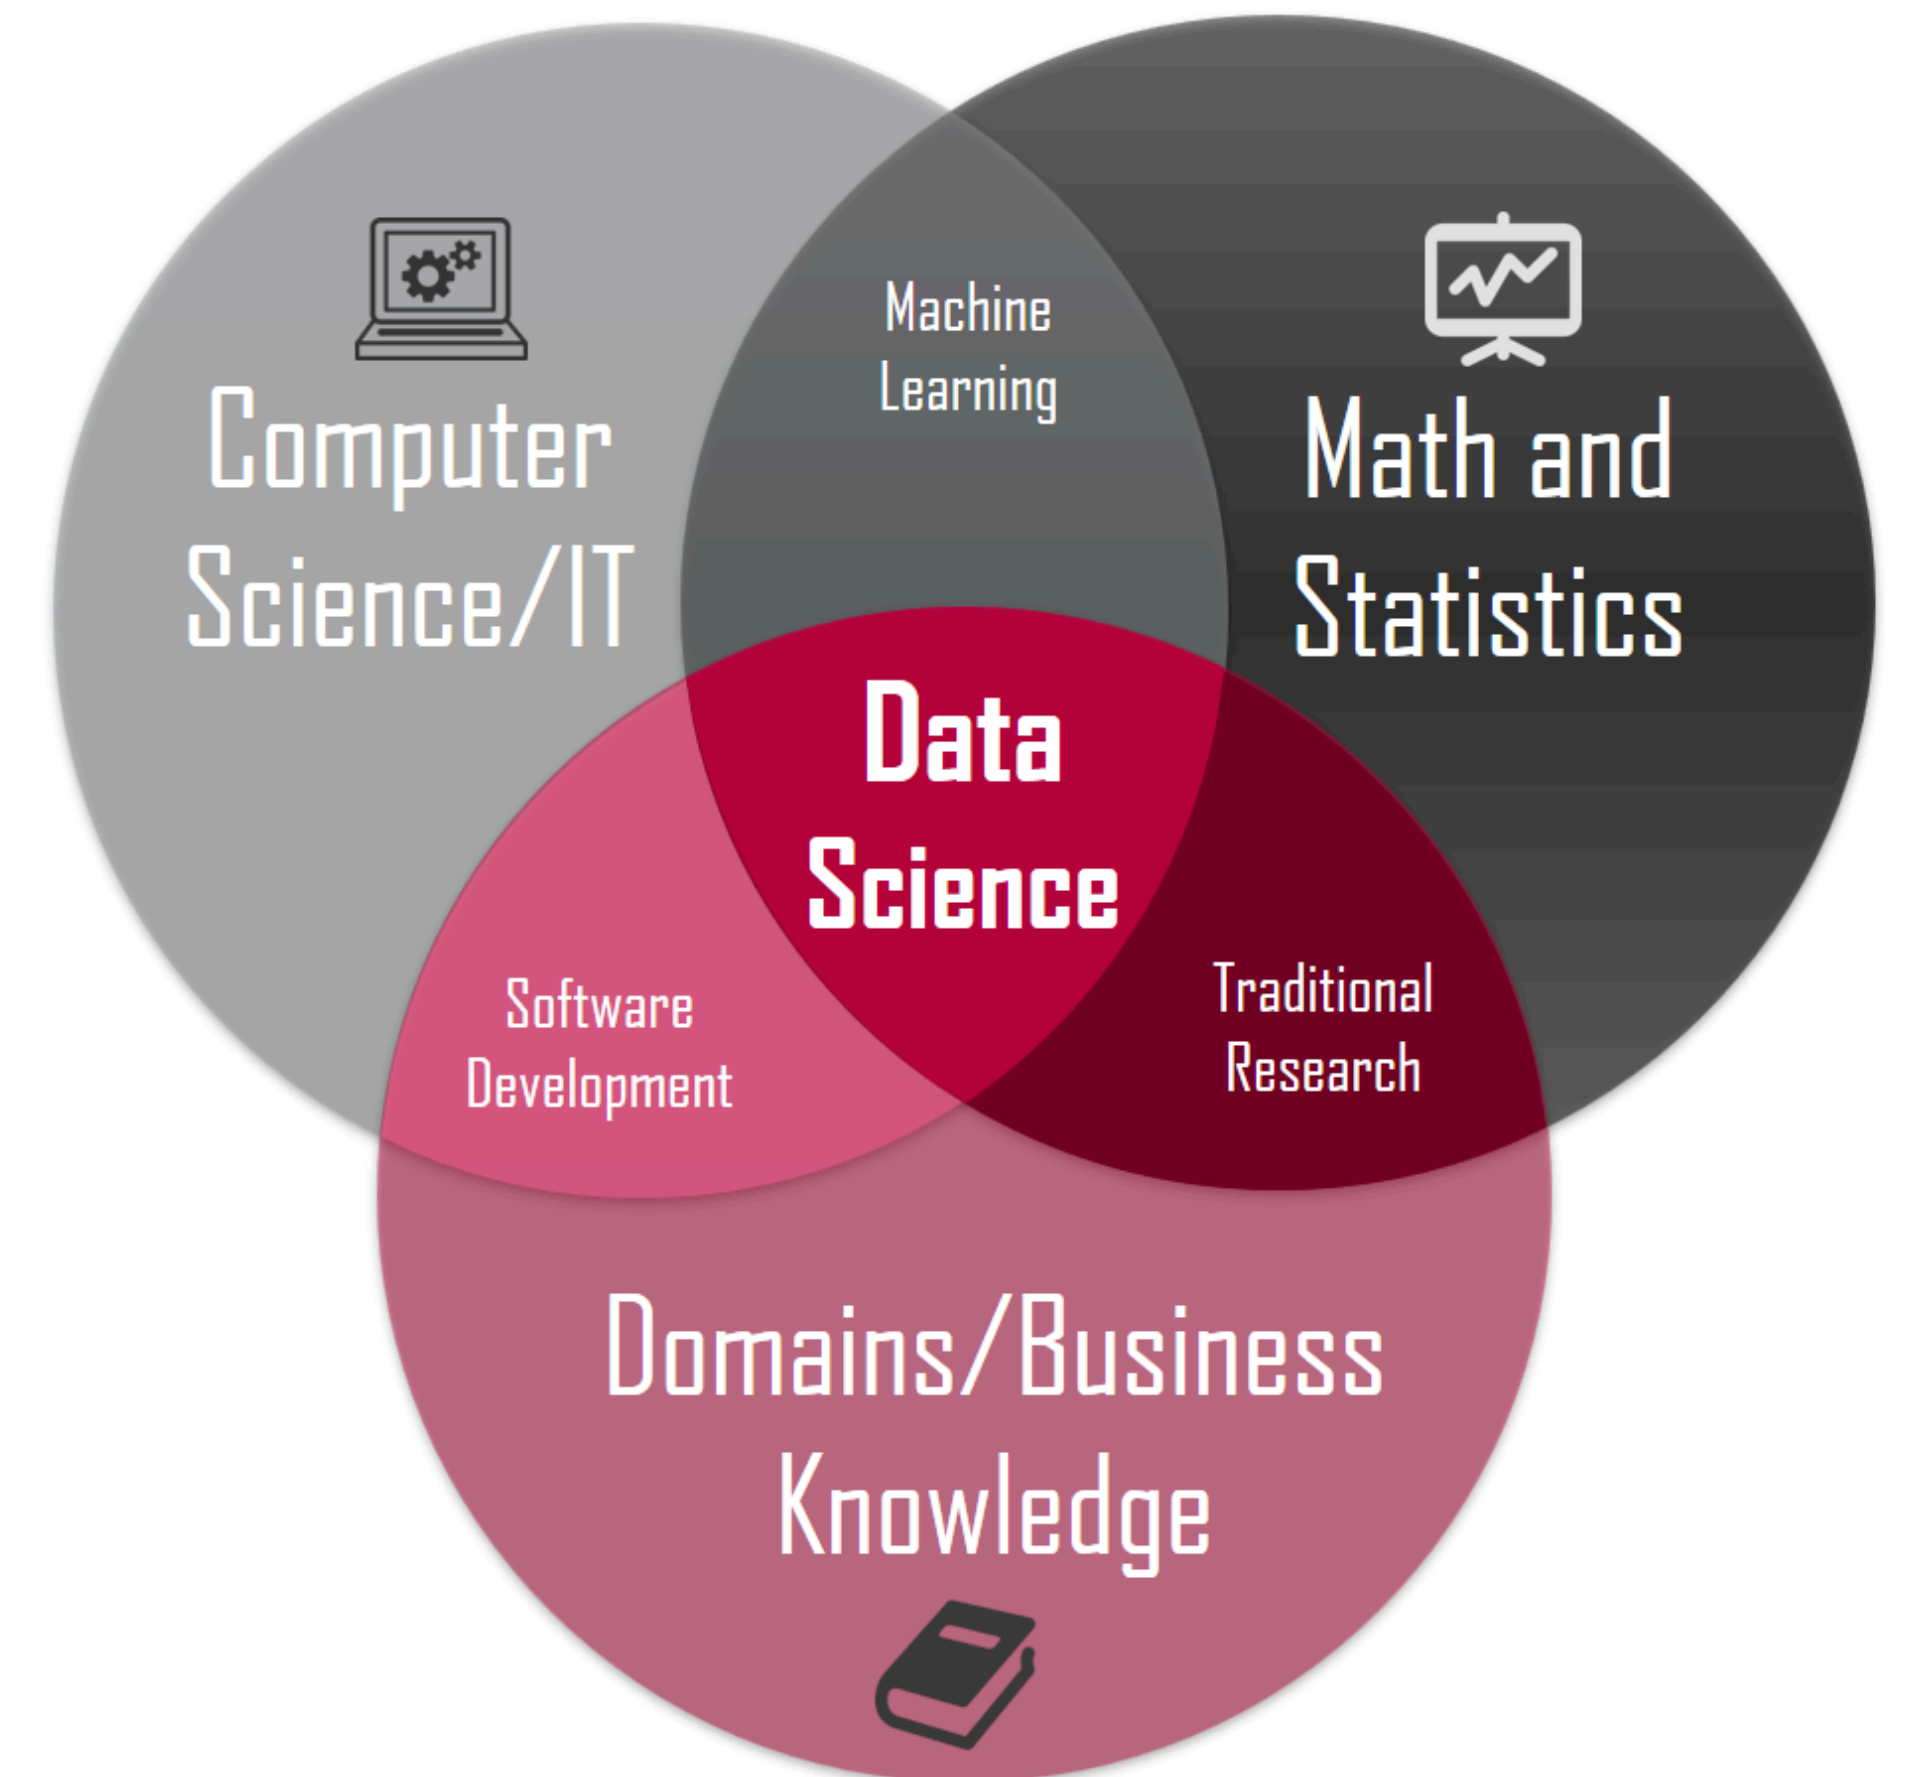 Machine
Learning
Computer
Science/IT
Math and
Statistics
Data
Science
Software
Development
Traditional
Research
Domains/Business
Knowledge